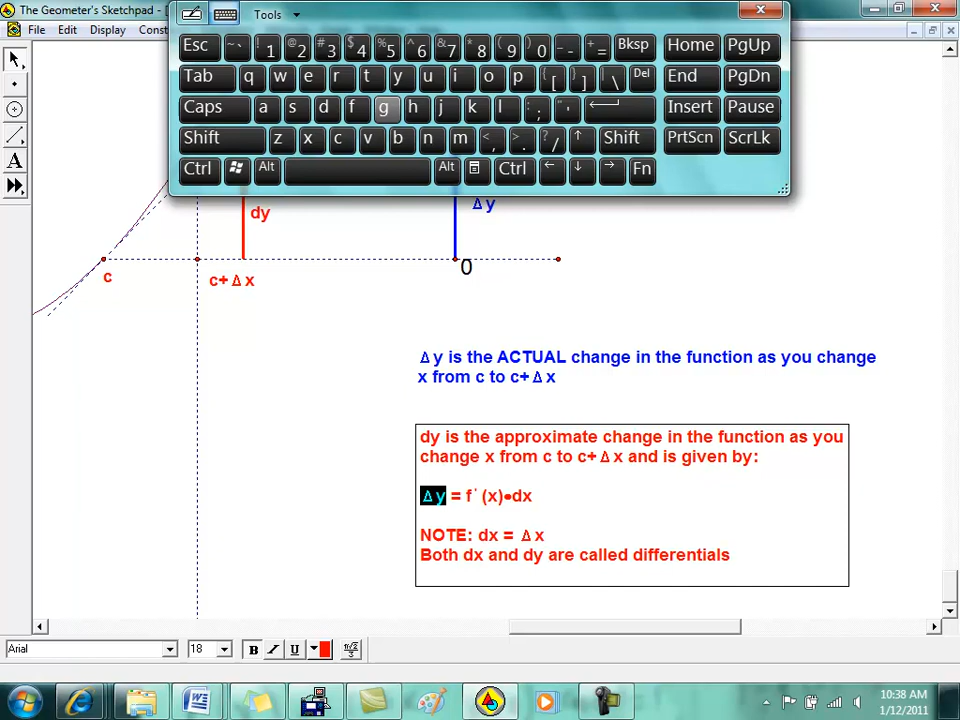 The Geometer's Sketchpad
File Edit Display Const
Tools
Esc ~` !1 @2 #3 $4 %5 ^6 &7 *8 (9 )0 _- += Bksp Home PgUp
Tab q w e r t y u i o p {[ }] |\ Del End PgDn
Caps a s d f g h j k l :; "' Insert Pause
Shift z x c v b n m <, >. ?/ ↑ Shift PrtScn ScrLk
Ctrl Alt Alt Ctrl ← ↓ → Fn
A
dy
Δy
c
c+Δx
0
Δy is the ACTUAL change in the function as you change
x from c to c+Δx
dy is the approximate change in the function as you
change x from c to c+Δx and is given by:
Δy = f'(x)•dx
NOTE: dx = Δx
Both dx and dy are called differentials
Arial 18 B I U
10:38 AM
1/12/2011